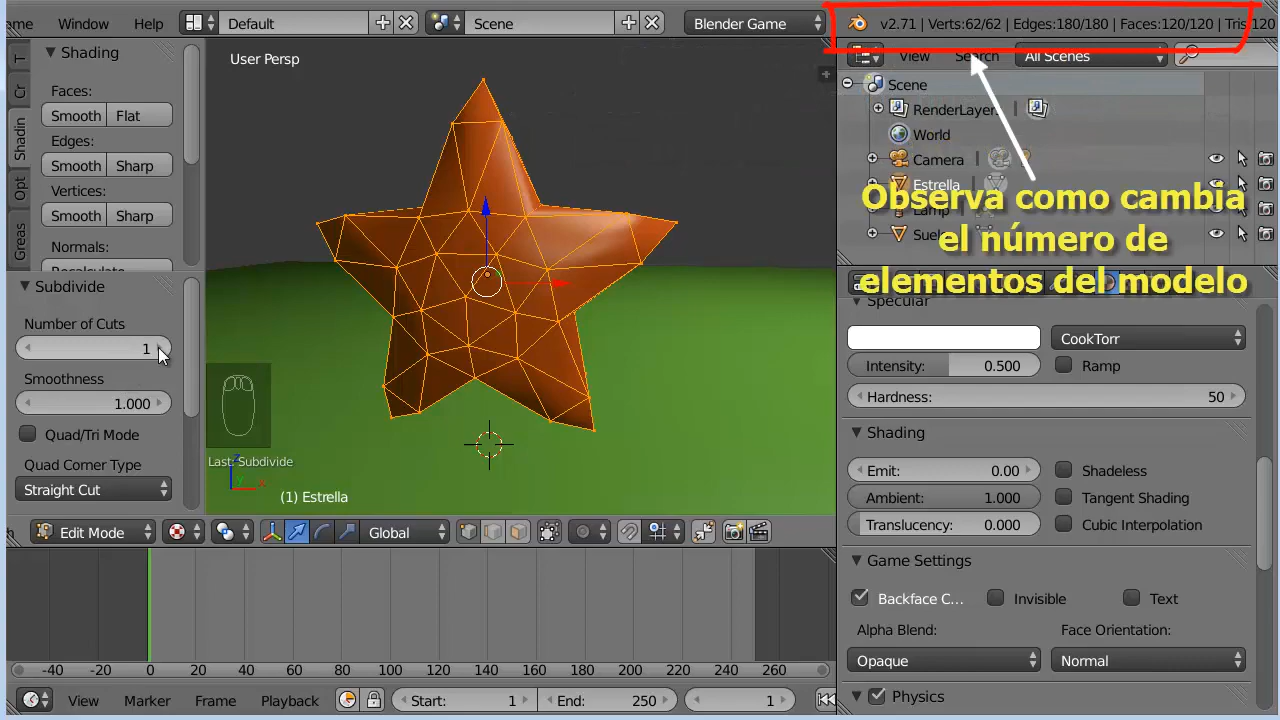 Window Help Default Scene Blender Game v2.71 | Verts:62/62 | Edges:180/180 | Faces:120/120 | Tris:120
Shading
Faces:
Smooth Flat
Edges:
Smooth Sharp
Vertices:
Smooth Sharp
Normals:
T
Cr
Shadin
Opt
Greas
Subdivide
Number of Cuts
1
Smoothness
1.000
Quad/Tri Mode
Quad Corner Type
Straight Cut
User Persp
Last: Subdivide
z
y
x
(1) Estrella
View Search All Scenes
Scene
RenderLayers
World
Camera
Estrella
Lamp
Observa como cambia
el número de
elementos del modelo
Specular
CookTorr
Intensity: 0.500 Ramp
Hardness: 50
Shading
Emit: 0.00 Shadeless
Ambient: 1.000 Tangent Shading
Translucency: 0.000 Cubic Interpolation
Game Settings
Backface C... Invisible Text
Alpha Blend: Face Orientation:
Opaque Normal
Physics
Edit Mode Global
-40 -20 0 20 40 60 80 100 120 140 160 180 200 220 240 260
View Marker Frame Playback Start: 1 End: 250 1